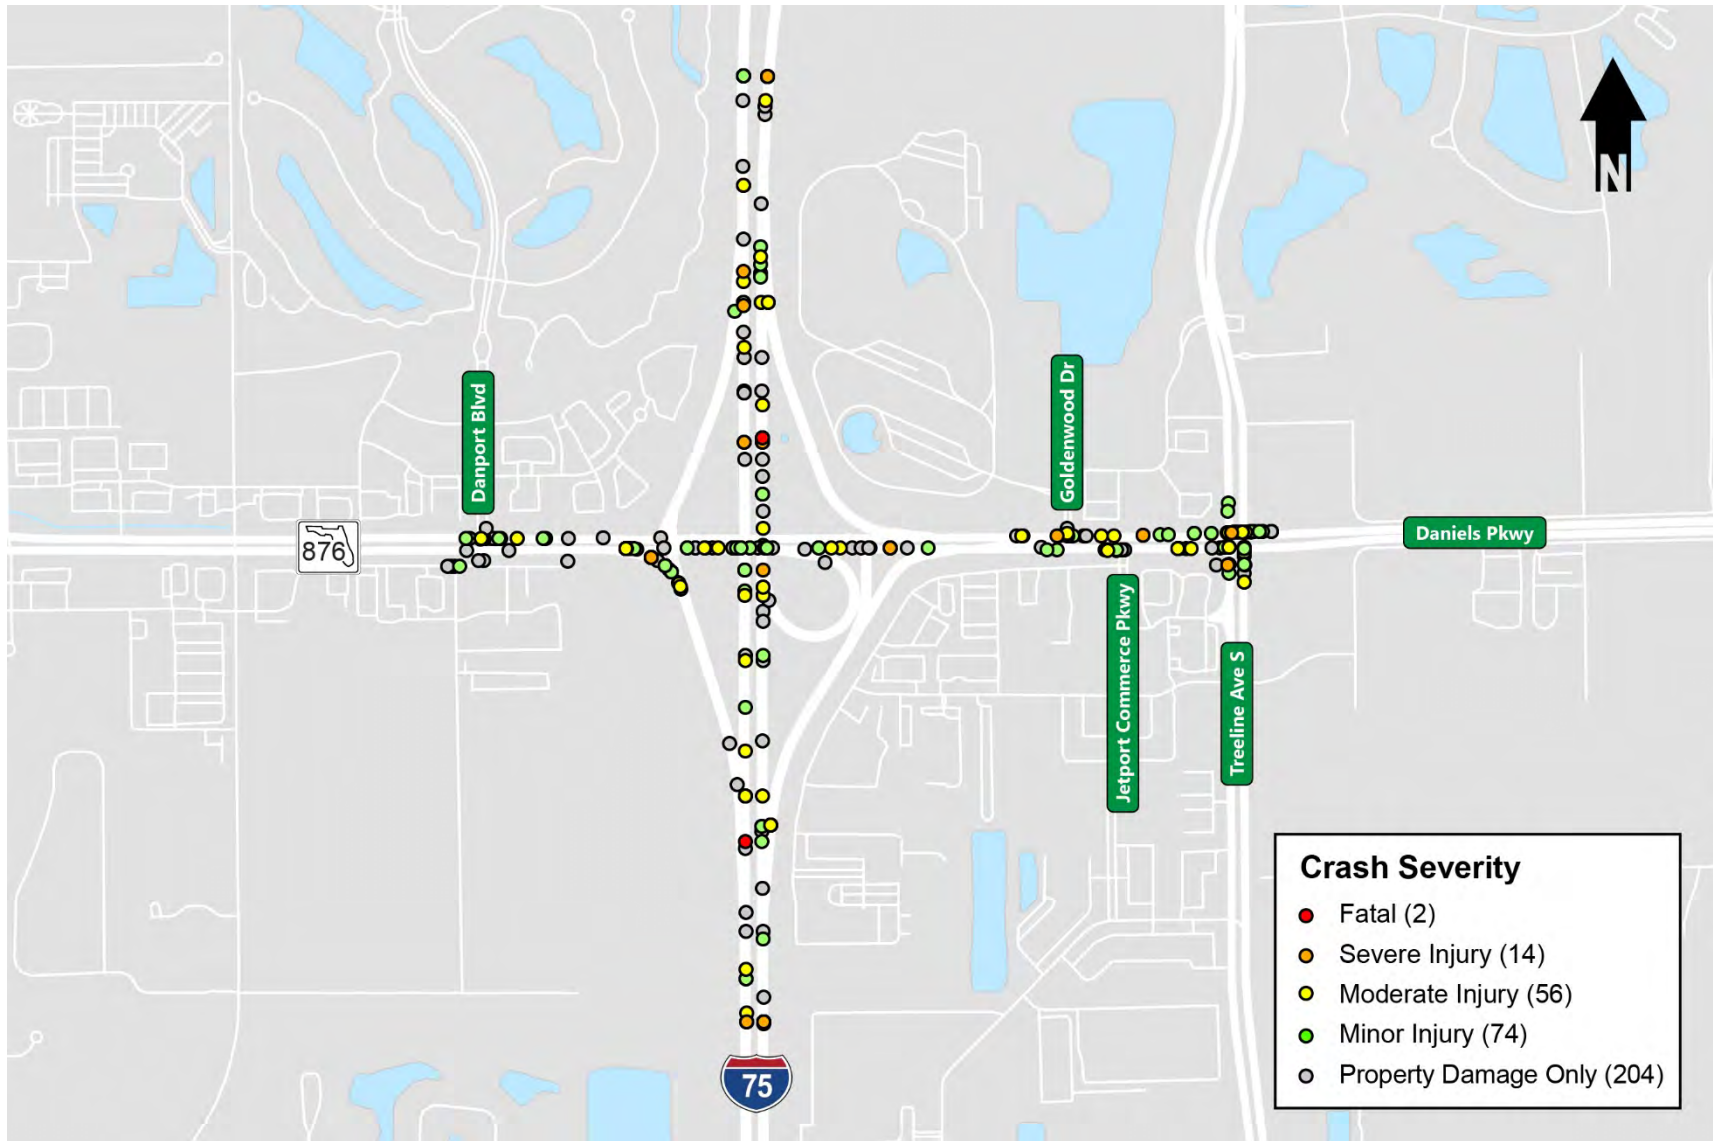 N
Danport Blvd
Goldenwood Dr
876
Daniels Pkwy
Jetport Commerce Pkwy
Treeline Ave S
75
Crash Severity
Fatal (2)
Severe Injury (14)
Moderate Injury (56)
Minor Injury (74)
Property Damage Only (204)